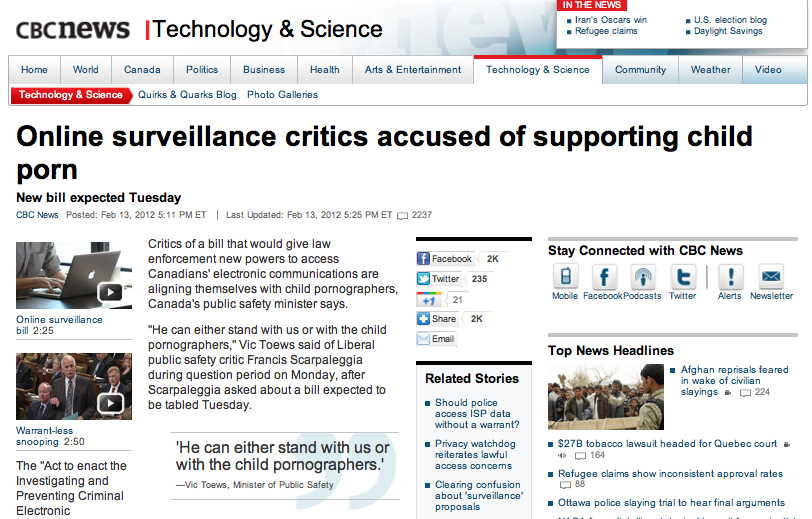 CBCnews | Technology & Science
IN THE NEWS
Iran's Oscars win
Refugee claims
U.S. election blog
Daylight Savings
Home World Canada Politics Business Health Arts & Entertainment Technology & Science Community Weather Video
Technology & Science Quirks & Quarks Blog Photo Galleries
Online surveillance critics accused of supporting child
porn
New bill expected Tuesday
CBC News Posted: Feb 13, 2012 5:11 PM ET | Last Updated: Feb 13, 2012 5:25 PM ET 2237
Online surveillance
bill 2:25
Warrant-less
snooping 2:50
The "Act to enact the
Investigating and
Preventing Criminal
Electronic
Critics of a bill that would give law
enforcement new powers to access
Canadians' electronic communications are
aligning themselves with child pornographers,
Canada's public safety minister says.
"He can either stand with us or with the child
pornographers," Vic Toews said of Liberal
public safety critic Francis Scarpaleggia
during question period on Monday, after
Scarpaleggia asked about a bill expected to
be tabled Tuesday.
'He can either stand with us or
with the child pornographers.'
—Vic Toews, Minister of Public Safety
Facebook 2K
Twitter 235
+1 21
Share 2K
Email
Related Stories
Should police
access ISP data
without a warrant?
Privacy watchdog
reiterates lawful
access concerns
Clearing confusion
about 'surveillance'
proposals
Stay Connected with CBC News
Mobile Facebook Podcasts Twitter Alerts Newsletter
Top News Headlines
Afghan reprisals feared
in wake of civilian
slayings 224
$27B tobacco lawsuit headed for Quebec court
164
Refugee claims show inconsistent approval rates
88
Ottawa police slaying trial to hear final arguments